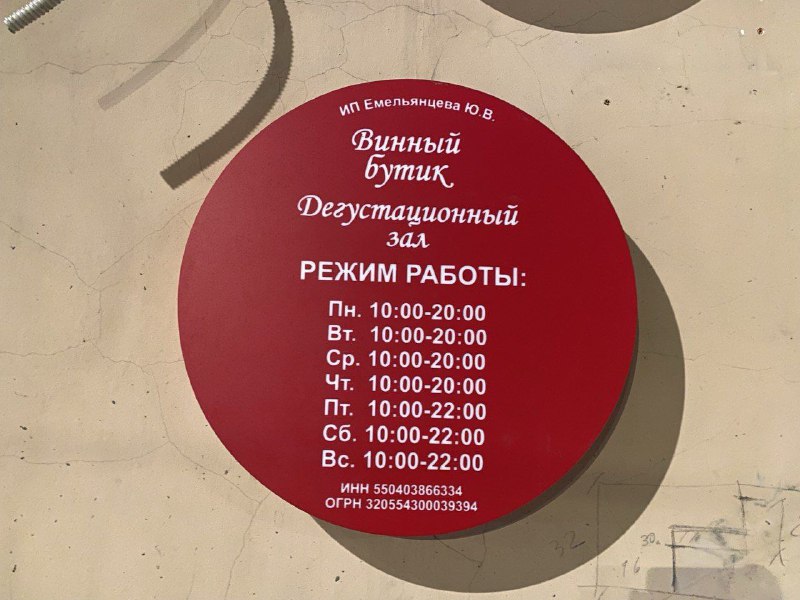 ИП Емельянцева Ю.В.
Винный
бутик
Дегустационный
зал
РЕЖИМ РАБОТЫ:
Пн. 10:00-20:00
Вт. 10:00-20:00
Ср. 10:00-20:00
Чт. 10:00-20:00
Пт. 10:00-22:00
Сб. 10:00-22:00
Вс. 10:00-22:00
ИНН 550403866334
ОГРН 320554300039394